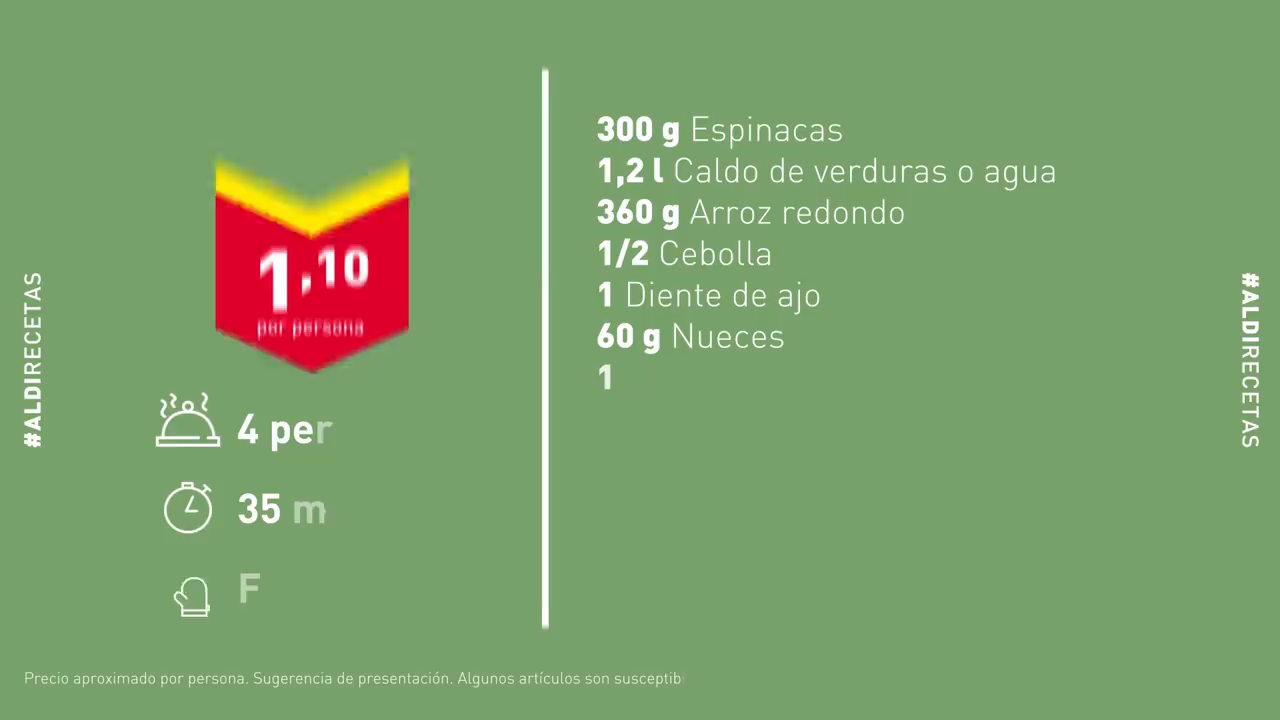 #ALDIRECETAS
1,10
por persona
4 per
35 m
F
300 g Espinacas
1,2 l Caldo de verduras o agua
360 g Arroz redondo
1/2 Cebolla
1 Diente de ajo
60 g Nueces
1
#ALDIRECETAS
Precio aproximado por persona. Sugerencia de presentación. Algunos artículos son susceptib